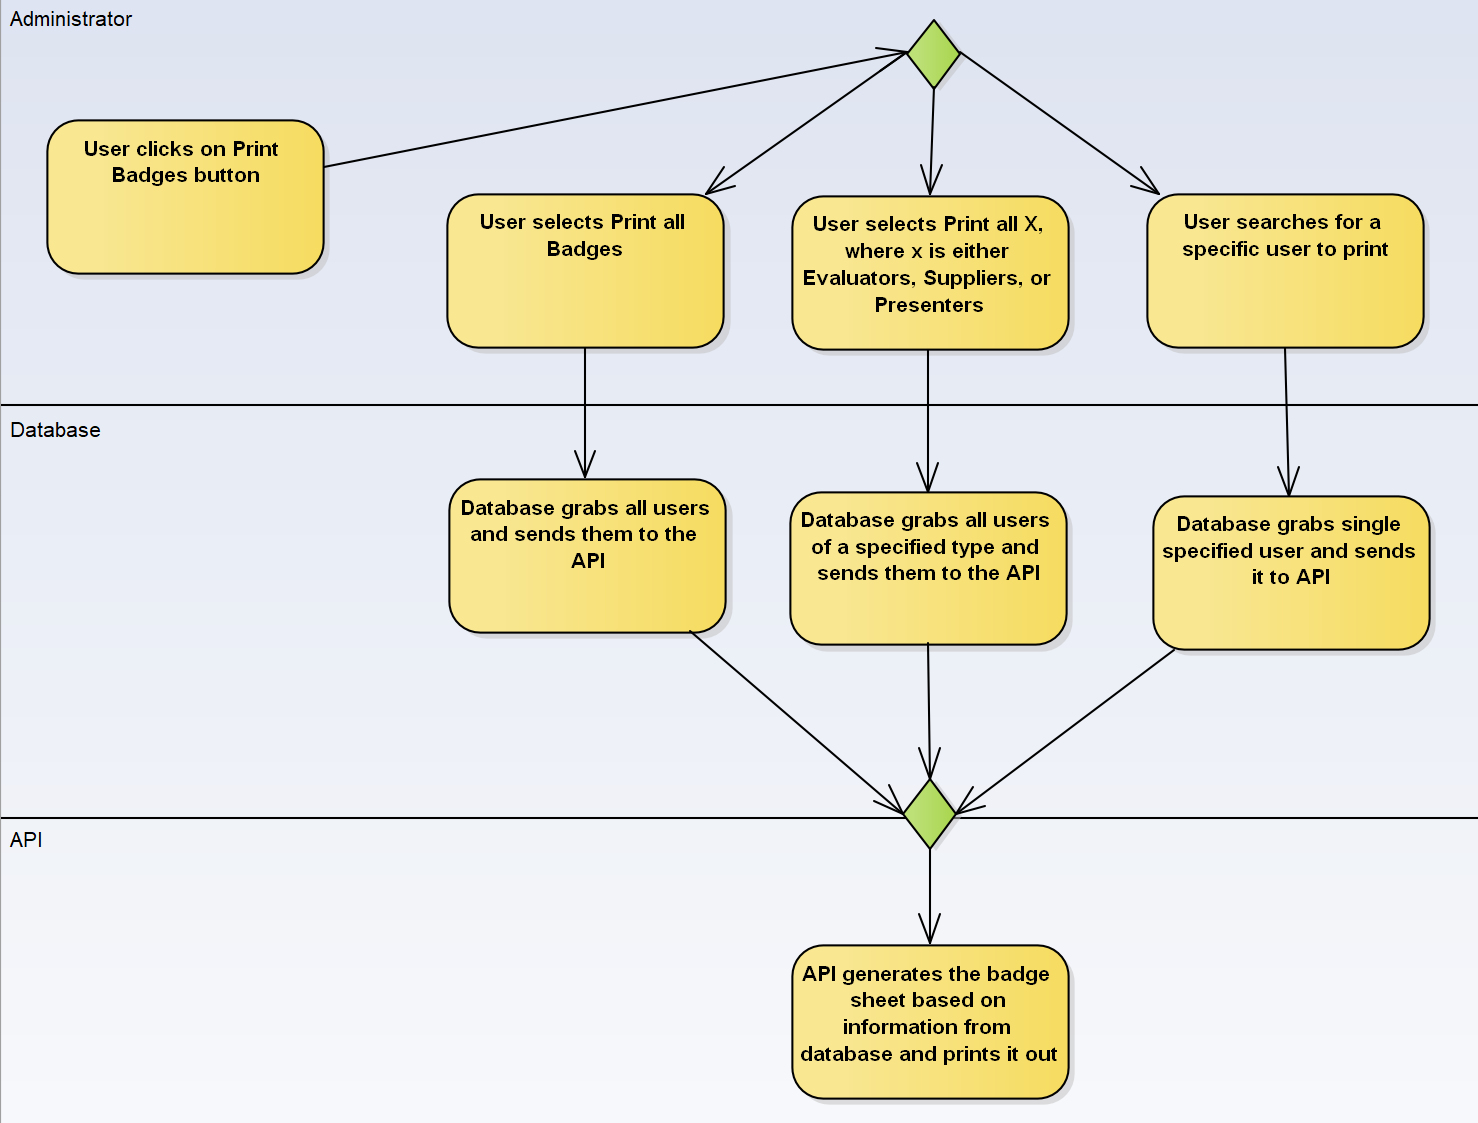 Administrator
User clicks on Print
Badges button
User selects Print all
Badges
User selects Print all X,
where x is either
Evaluators, Suppliers, or
Presenters
User searches for a
specific user to print
Database
Database grabs all users
and sends them to the
API
Database grabs all users
of a specified type and
sends them to the API
Database grabs single
specified user and sends
it to API
API
API generates the badge
sheet based on
information from
database and prints it out